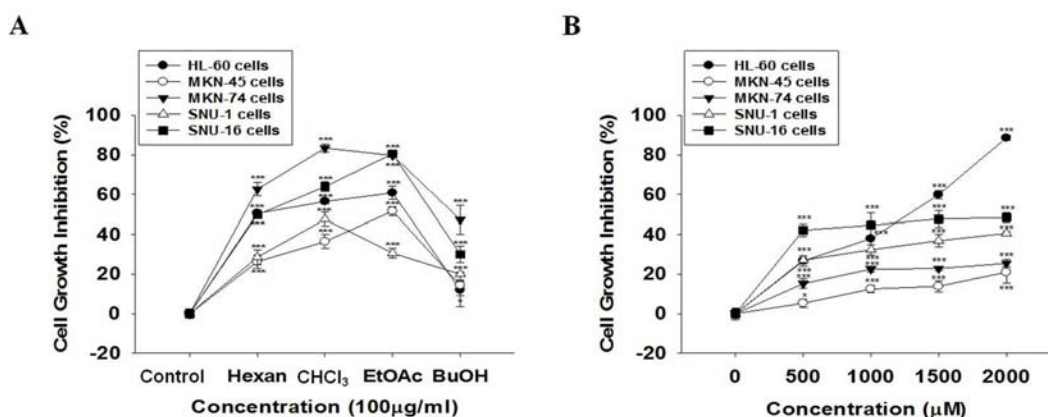 A
HL-60 cells
MKN-45 cells
MKN-74 cells
SNU-1 cells
SNU-16 cells
Cell Growth Inhibition (%)
100
80
60
40
20
0
-20
Control Hexan CHCl₃ EtOAc BuOH
Concentration (100μg/ml)
B
HL-60 cells
MKN-45 cells
MKN-74 cells
SNU-1 cells
SNU-16 cells
Cell Growth Inhibition (%)
100
80
60
40
20
0
-20
0 500 1000 1500 2000
Concentration (μM)